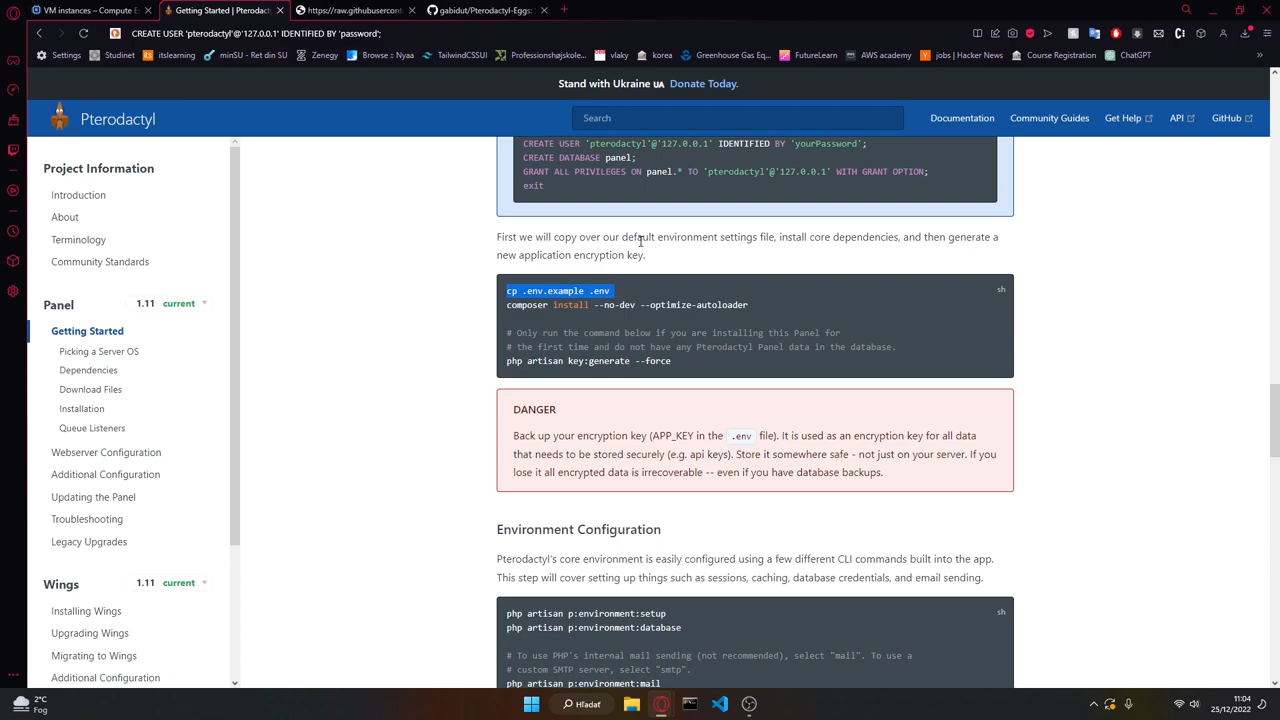 VM instances – Compute E
Getting Started | Pterodact
https://raw.githubuserconte
gabidut/Pterodactyl-Eggs:
CREATE USER 'pterodactyl'@'127.0.0.1' IDENTIFIED BY 'password';
Settings
Studinet
itslearning
minSU - Ret din SU
Zenegy
Browse :: Nyaa
TailwindCSSUI
Professionshøjskole...
vlaky
korea
Greenhouse Gas Eq...
FutureLearn
AWS academy
jobs | Hacker News
Course Registration
ChatGPT
Stand with Ukraine UA Donate Today.
Pterodactyl
Search
Documentation
Community Guides
Get Help
API
GitHub
Project Information
Introduction
About
Terminology
Community Standards
Panel
1.11 current
Getting Started
Picking a Server OS
Dependencies
Download Files
Installation
Queue Listeners
Webserver Configuration
Additional Configuration
Updating the Panel
Troubleshooting
Legacy Upgrades
Wings
1.11 current
Installing Wings
Upgrading Wings
Migrating to Wings
Additional Configuration
CREATE USER 'pterodactyl'@'127.0.0.1' IDENTIFIED BY 'yourPassword';
CREATE DATABASE panel;
GRANT ALL PRIVILEGES ON panel.* TO 'pterodactyl'@'127.0.0.1' WITH GRANT OPTION;
exit
First we will copy over our default environment settings file, install core dependencies, and then generate a
new application encryption key.
sh
cp .env.example .env
composer install --no-dev --optimize-autoloader
# Only run the command below if you are installing this Panel for
# the first time and do not have any Pterodactyl Panel data in the database.
php artisan key:generate --force
DANGER
Back up your encryption key (APP_KEY in the .env file). It is used as an encryption key for all data
that needs to be stored securely (e.g. api keys). Store it somewhere safe - not just on your server. If you
lose it all encrypted data is irrecoverable -- even if you have database backups.
Environment Configuration
Pterodactyl's core environment is easily configured using a few different CLI commands built into the app.
This step will cover setting up things such as sessions, caching, database credentials, and email sending.
sh
php artisan p:environment:setup
php artisan p:environment:database
# To use PHP's internal mail sending (not recommended), select "mail". To use a
# custom SMTP server, select "smtp".
php artisan p:environment:mail
2°C
Fog
Hľadať
11:04
25/12/2022